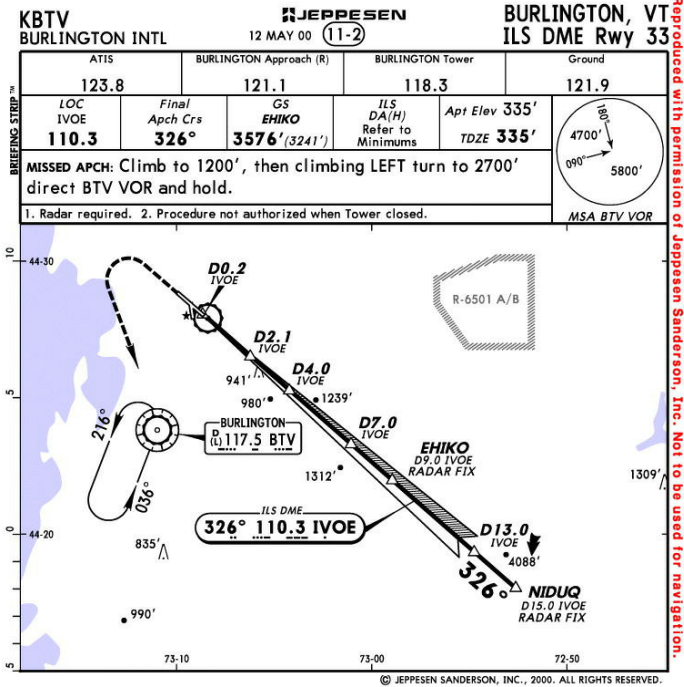 KBTV
BURLINGTON INTL
JEPPESEN
12 MAY 00 11-2
BURLINGTON, VT
ILS DME Rwy 33
ATIS
123.8
BURLINGTON Approach (R)
121.1
BURLINGTON Tower
118.3
Ground
121.9
BRIEFING STRIP™
LOC
IVOE
110.3
Final
Apch Crs
326°
GS
EHIKO
3576' (3241')
ILS
DA(H)
Refer to
Minimums
Apt Elev 335'
TDZE 335'
MISSED APCH: Climb to 1200', then climbing LEFT turn to 2700'
direct BTV VOR and hold.
1. Radar required. 2. Procedure not authorized when Tower closed.
180°
4700'
090°
5800'
MSA BTV VOR
10
44-30
D0.2
IVOE
R-6501 A/B
D2.1
IVOE
941'
D4.0
IVOE
980'
1239'
5
D7.0
IVOE
216°
BURLINGTON
D
(L) 117.5 BTV
EHIKO
D9.0 IVOE
RADAR FIX
1312'
1309'
036°
ILS DME
326° 110.3 IVOE
0
44-20
D13.0
IVOE
835'
4088'
326°
NIDUQ
D15.0 IVOE
RADAR FIX
990'
5
73-10
73-00
72-50
© JEPPESEN SANDERSON, INC., 2000. ALL RIGHTS RESERVED.
Reproduced with permission of Jeppesen Sanderson, Inc. Not to be used for navigation.